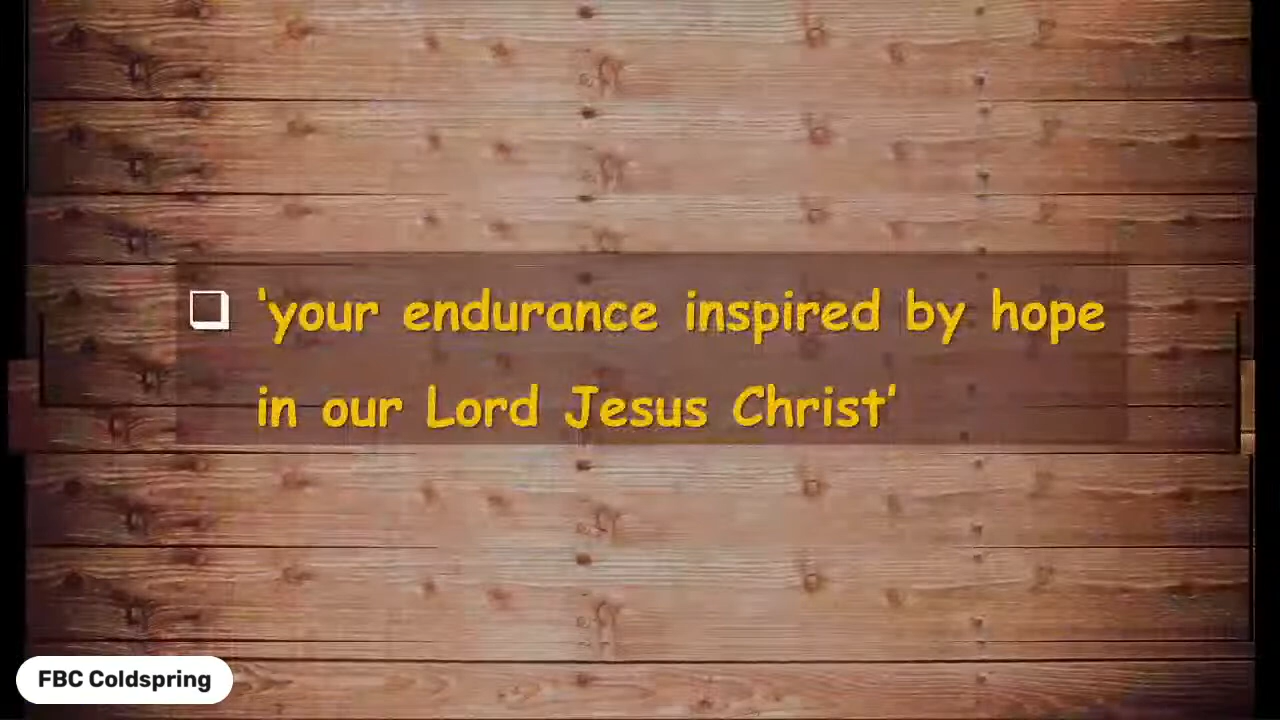 ❑ 'your endurance inspired by hope
in our Lord Jesus Christ'
FBC Coldspring